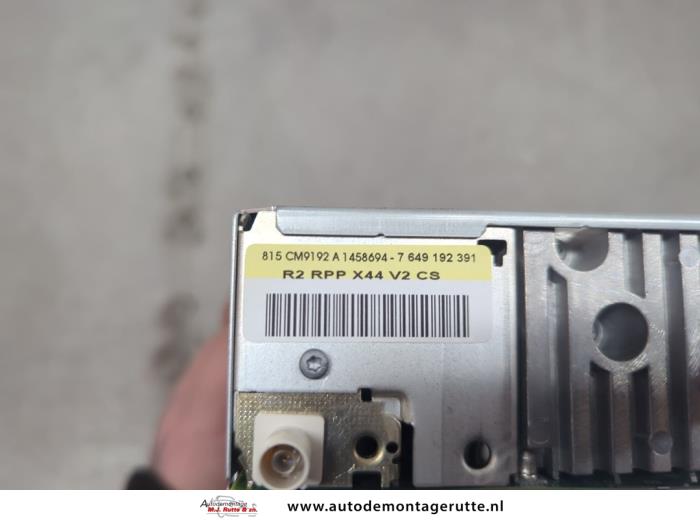 815 CM9192 A 1458694 - 7 649 192 391
R2 RPP X44 V2 CS
Autodemontage
M.J. Rutte & zn.
www.autodemontagerutte.nl